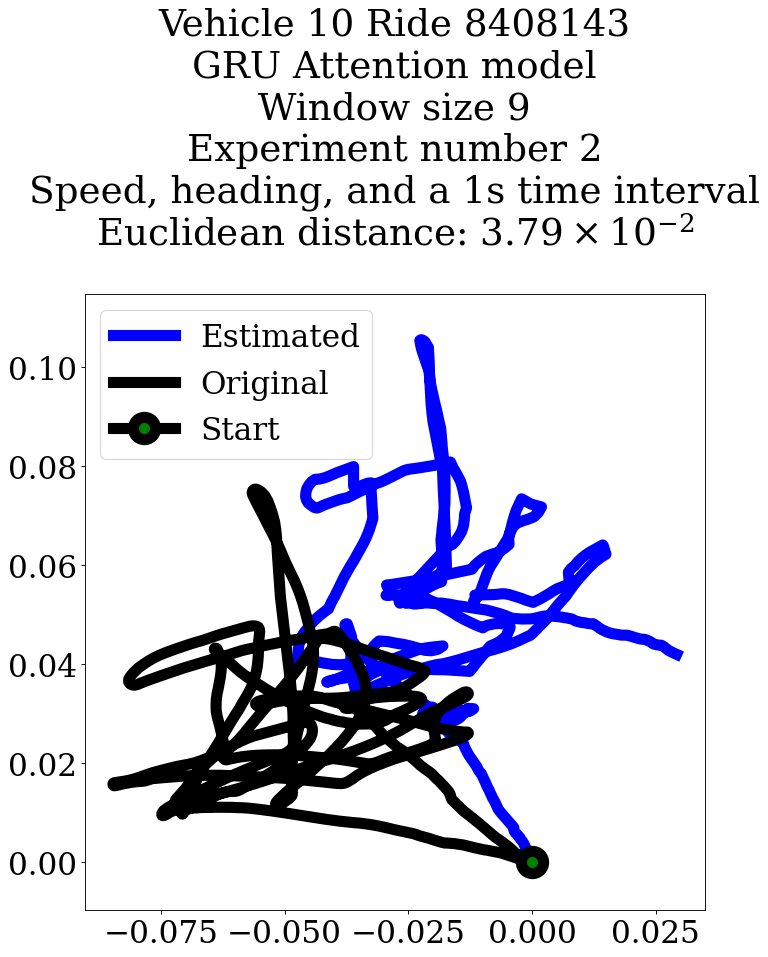 Vehicle 10 Ride 8408143
GRU Attention model
Window size 9
Experiment number 2
Speed, heading, and a 1s time interval
Euclidean distance: 3.79 × 10⁻²
Estimated
Original
Start
0.10
0.08
0.06
0.04
0.02
0.00
−0.075 −0.050 −0.025 0.000 0.025